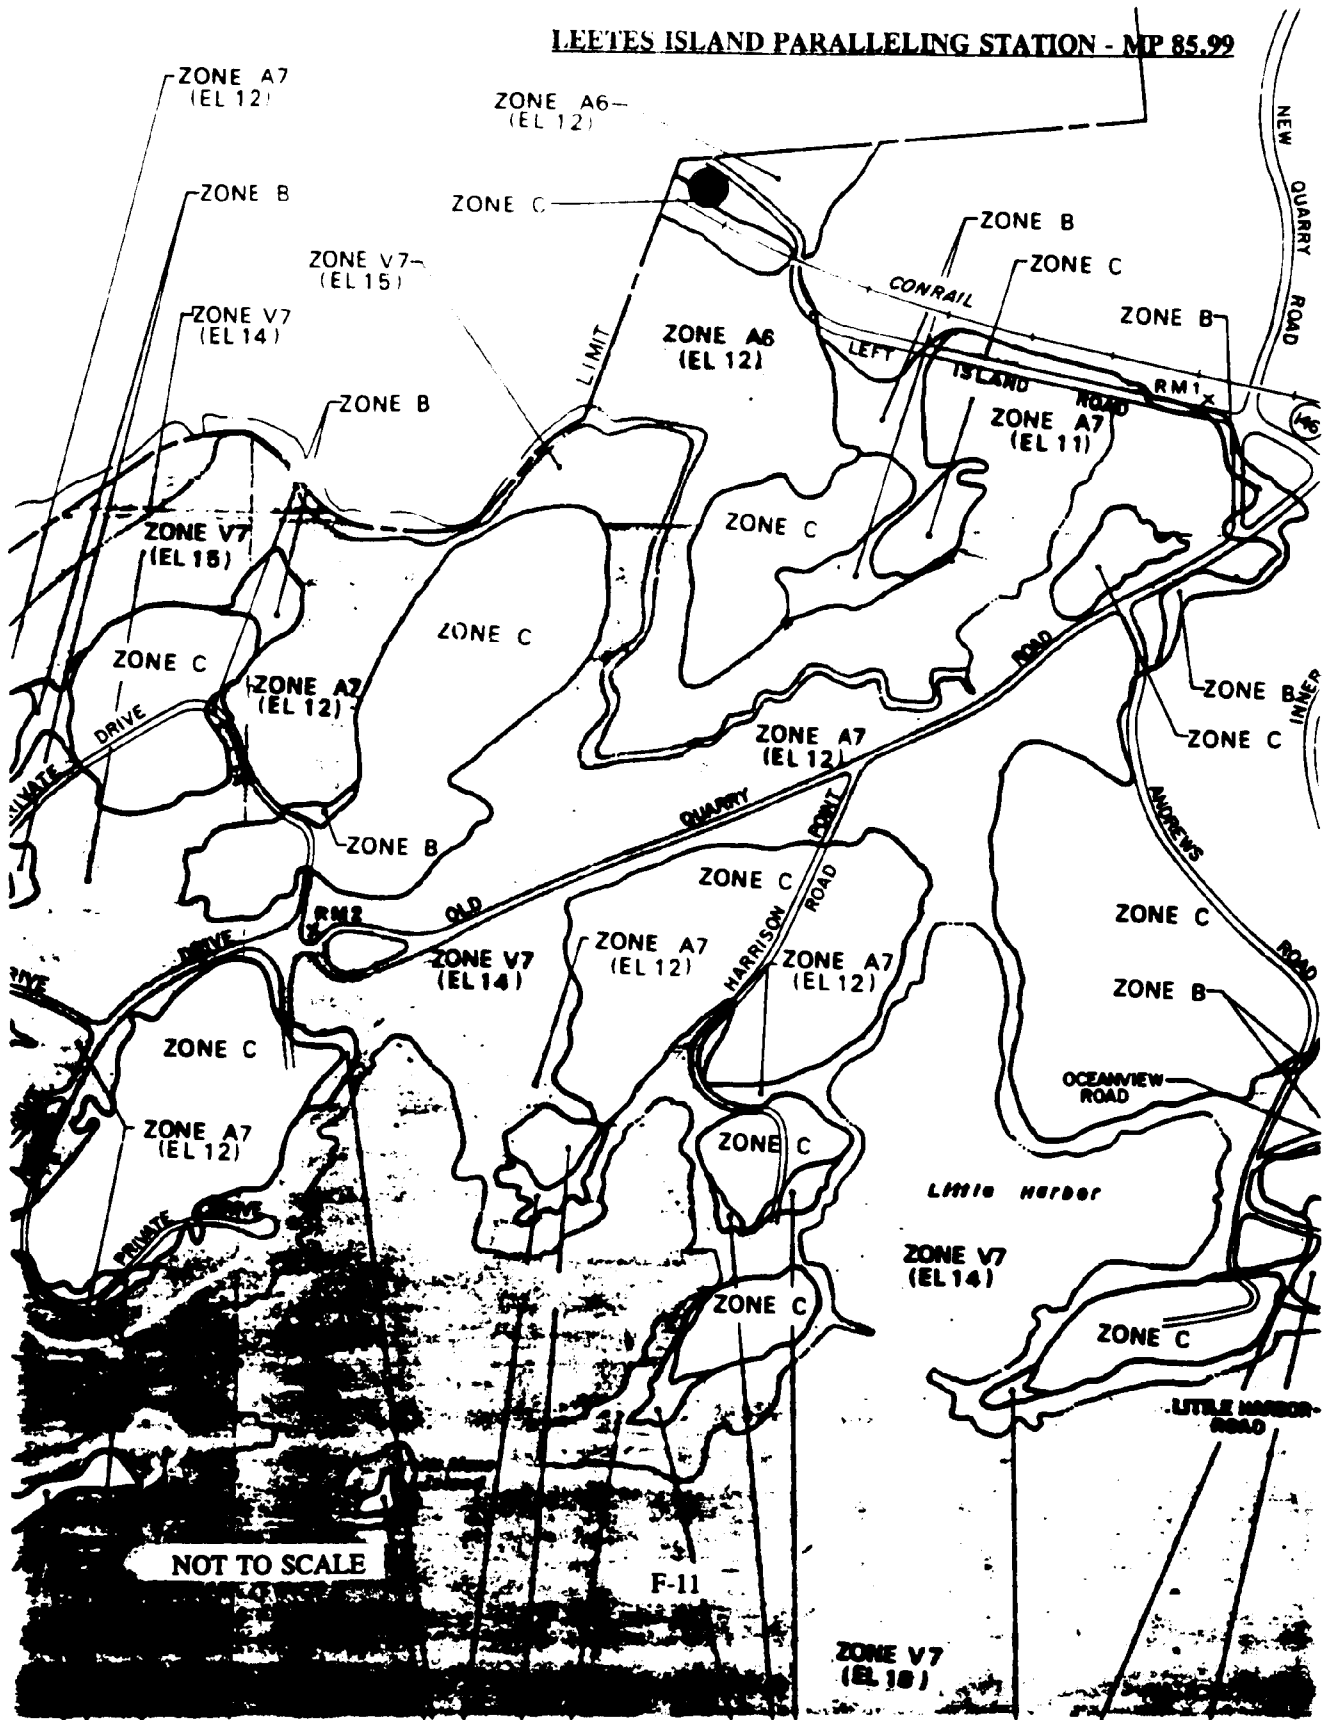 LEETES ISLAND PARALLELING STATION - MP 85.99
ZONE A7
(EL 12)
ZONE A6
(EL 12)
NEW QUARRY ROAD
ZONE B
ZONE C
ZONE B
ZONE V7
(EL 15)
ZONE C
CONRAIL
ZONE V7
(EL 14)
ZONE B
LIMIT
ZONE A6
(EL 12)
LEFT ISLAND ROAD
RM1
ZONE B
146
ZONE A7
(EL 11)
ZONE V7
(EL 15)
ZONE C
ZONE C
ZONE C
ROAD
ZONE A7
(EL 12)
ZONE B
INNER
PRIVATE DRIVE
ZONE A7
(EL 12)
ZONE C
QUARRY
POINT
ANDREWS
ZONE B
ZONE C
ROAD
ZONE C
RM2
OLD
HARRISON
DRIVE
ZONE A7
(EL 12)
ZONE A7
(EL 12)
ROAD
ZONE V7
(EL 14)
ZONE B
ZONE C
OCEANVIEW
ROAD
ZONE A7
(EL 12)
ZONE C
Little Harbor
PRIVATE DRIVE
ZONE V7
(EL 14)
ZONE C
ZONE C
LITTLE HARBOR
ROAD
NOT TO SCALE
F-11
ZONE V7